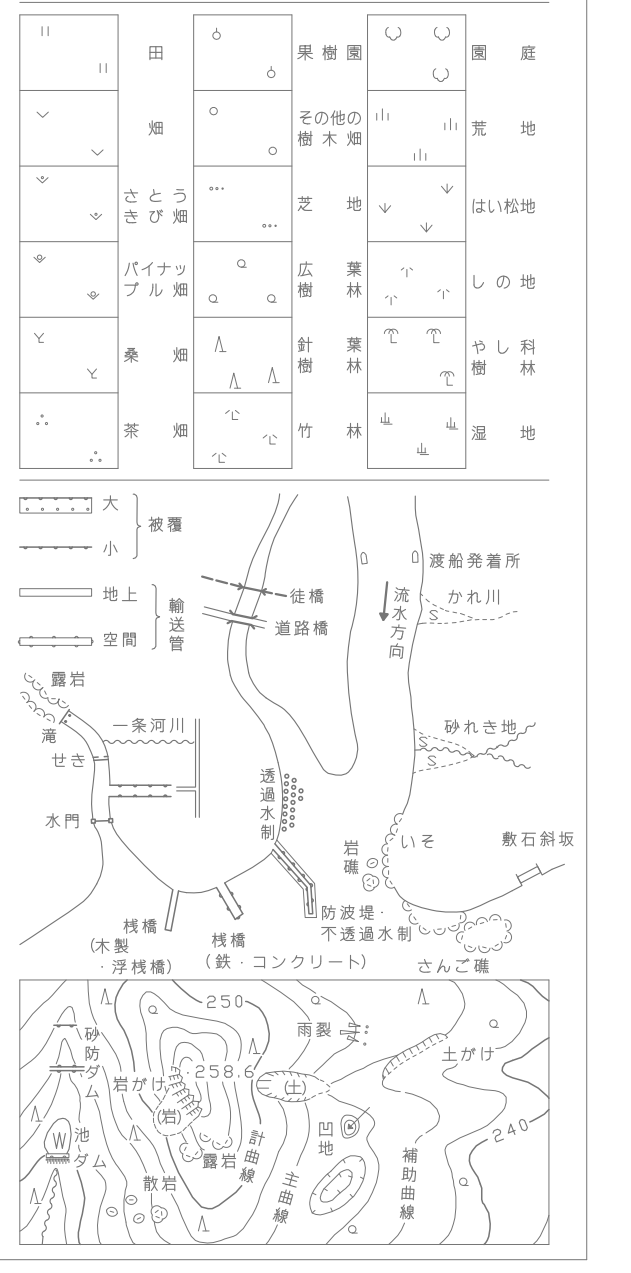 田
畑
さとう
きび畑
パイナッ
プル畑
桑畑
茶畑
果樹園
その他の
樹木畑
芝地
広葉
樹林
針葉
樹林
竹林
園庭
荒地
はい松地
しの地
やし科
樹林
湿地
大
小
被覆
地上
空間
輸送管
徒橋
道路橋
渡船発着所
流水方向
かれ川
砂れき地
露岩
滝
せき
水門
一条河川
透過水制
岩礁
いそ
敷石斜坂
防波堤・
不透過水制
桟橋
(木製
・浮桟橋)
桟橋
(鉄・コンクリート)
さんご礁
250
砂防ダム
雨裂
土がけ
岩がけ
・258.6
(土)
(岩)
凹地
240
W
池
ダム
露岩
散岩
計曲線
主曲線
補助曲線